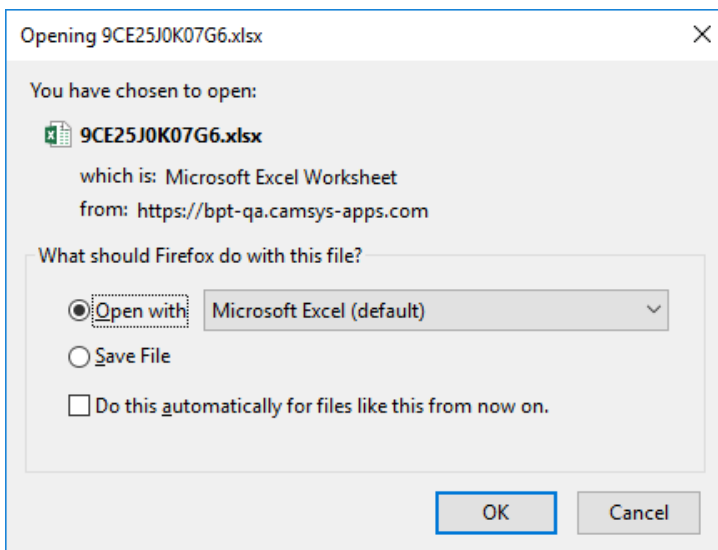 Opening 9CE25J0K07G6.xlsx
You have chosen to open:
9CE25J0K07G6.xlsx
which is: Microsoft Excel Worksheet
from: https://bpt-qa.camsys-apps.com
What should Firefox do with this file?
Open with Microsoft Excel (default)
Save File
Do this automatically for files like this from now on.
OK Cancel